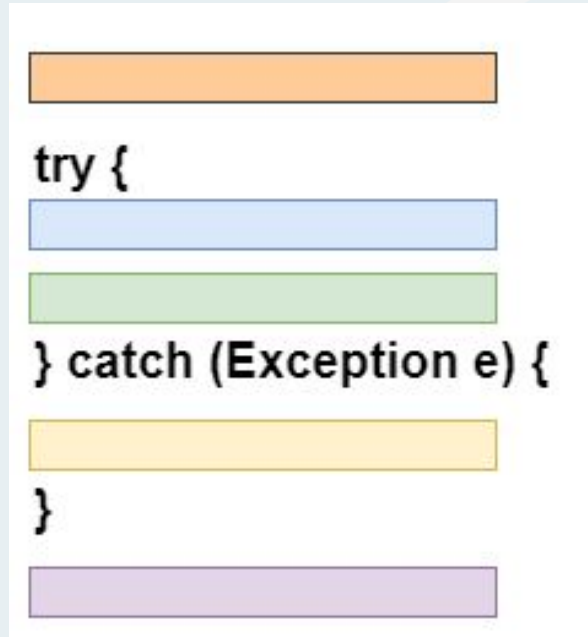 try {
} catch (Exception e) {
}